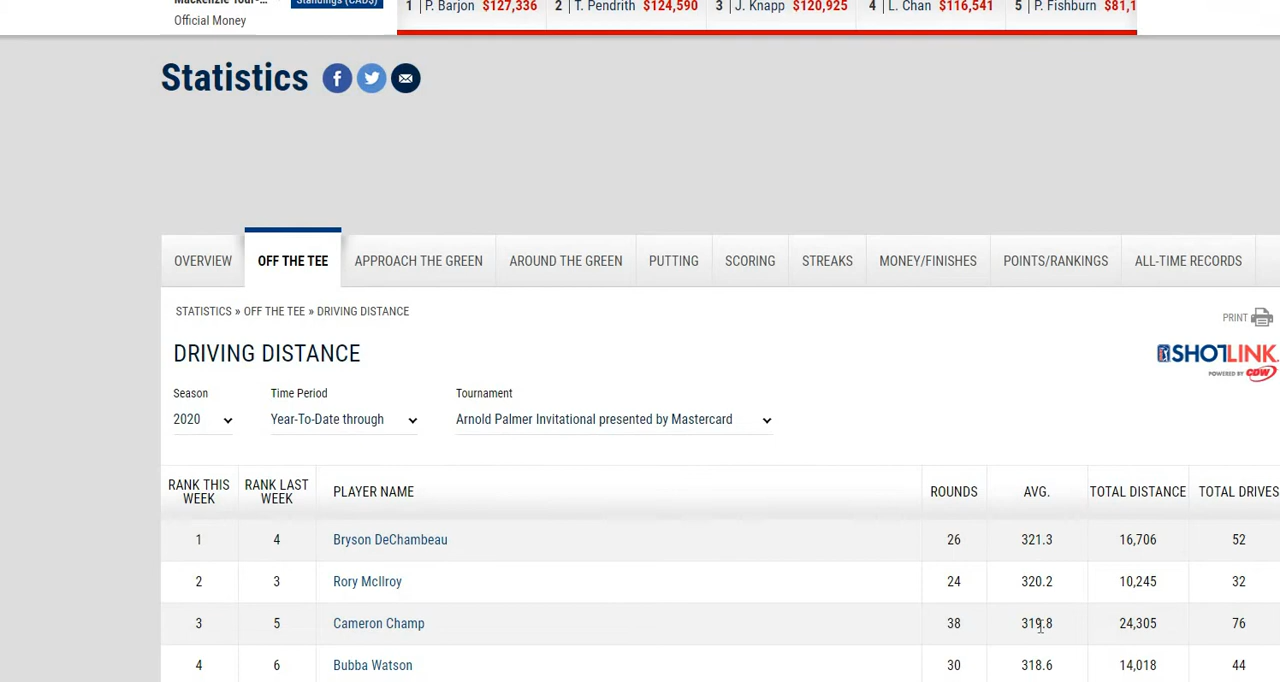 Mackenzie Tour-...
Official Money
Standings (CAD$)
1 | P. Barjon $127,336 2 | T. Pendrith $124,590 3 | J. Knapp $120,925 4 | L. Chan $116,541 5 | P. Fishburn $81,1
Statistics
OVERVIEW OFF THE TEE APPROACH THE GREEN AROUND THE GREEN PUTTING SCORING STREAKS MONEY/FINISHES POINTS/RANKINGS ALL-TIME RECORDS
STATISTICS » OFF THE TEE » DRIVING DISTANCE
PRINT
DRIVING DISTANCE
SHOTLINK
POWERED BY CDW
Season Time Period Tournament
2020 Year-To-Date through Arnold Palmer Invitational presented by Mastercard
RANK THIS WEEK RANK LAST WEEK PLAYER NAME ROUNDS AVG. TOTAL DISTANCE TOTAL DRIVES
1 4 Bryson DeChambeau 26 321.3 16,706 52
2 3 Rory McIlroy 24 320.2 10,245 32
3 5 Cameron Champ 38 319.8 24,305 76
4 6 Bubba Watson 30 318.6 14,018 44